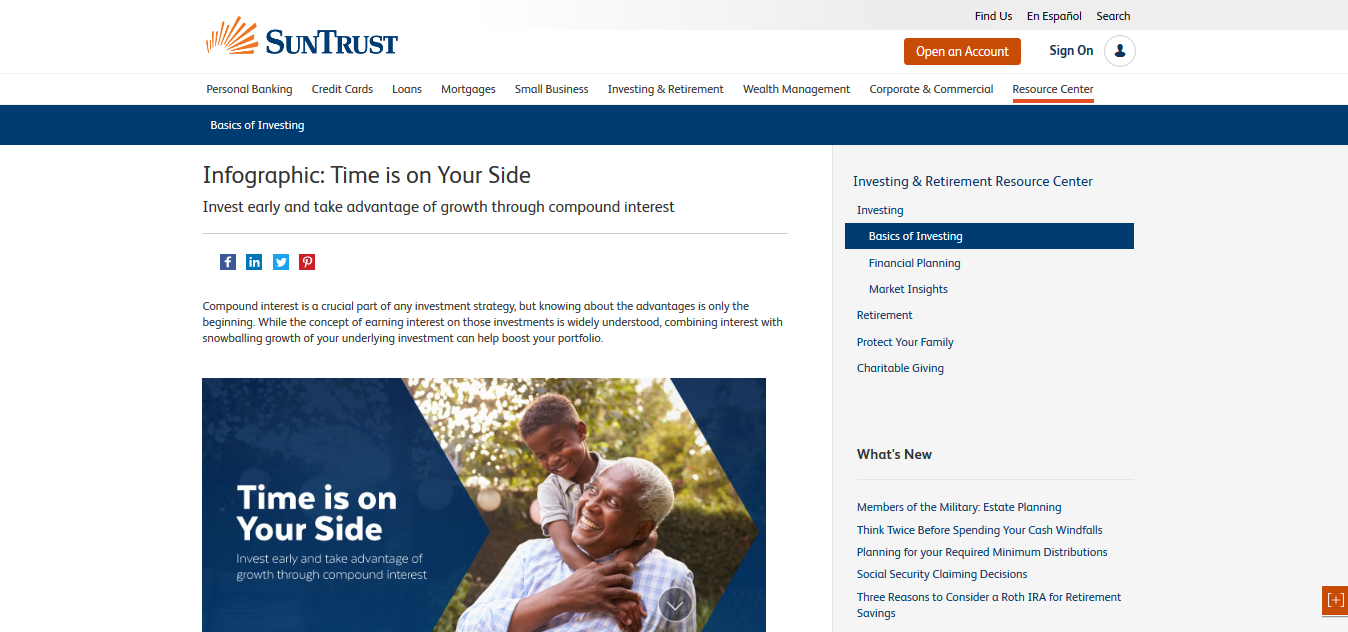 Find Us En Español Search
SUNTRUST
Open an Account Sign On
Personal Banking Credit Cards Loans Mortgages Small Business Investing & Retirement Wealth Management Corporate & Commercial Resource Center
Basics of Investing
Infographic: Time is on Your Side
Invest early and take advantage of growth through compound interest
f in
Compound interest is a crucial part of any investment strategy, but knowing about the advantages is only the
beginning. While the concept of earning interest on those investments is widely understood, combining interest with
snowballing growth of your underlying investment can help boost your portfolio.
Time is on
Your Side
Invest early and take advantage of
growth through compound interest
Investing & Retirement Resource Center
Investing
Basics of Investing
Financial Planning
Market Insights
Retirement
Protect Your Family
Charitable Giving
What's New
Members of the Military: Estate Planning
Think Twice Before Spending Your Cash Windfalls
Planning for your Required Minimum Distributions
Social Security Claiming Decisions
Three Reasons to Consider a Roth IRA for Retirement
Savings
[+]